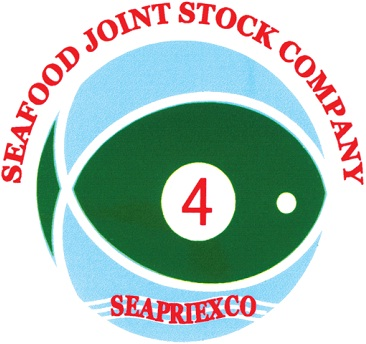 SEAFOOD JOINT STOCK COMPANY
4
SEAPRIEXCO